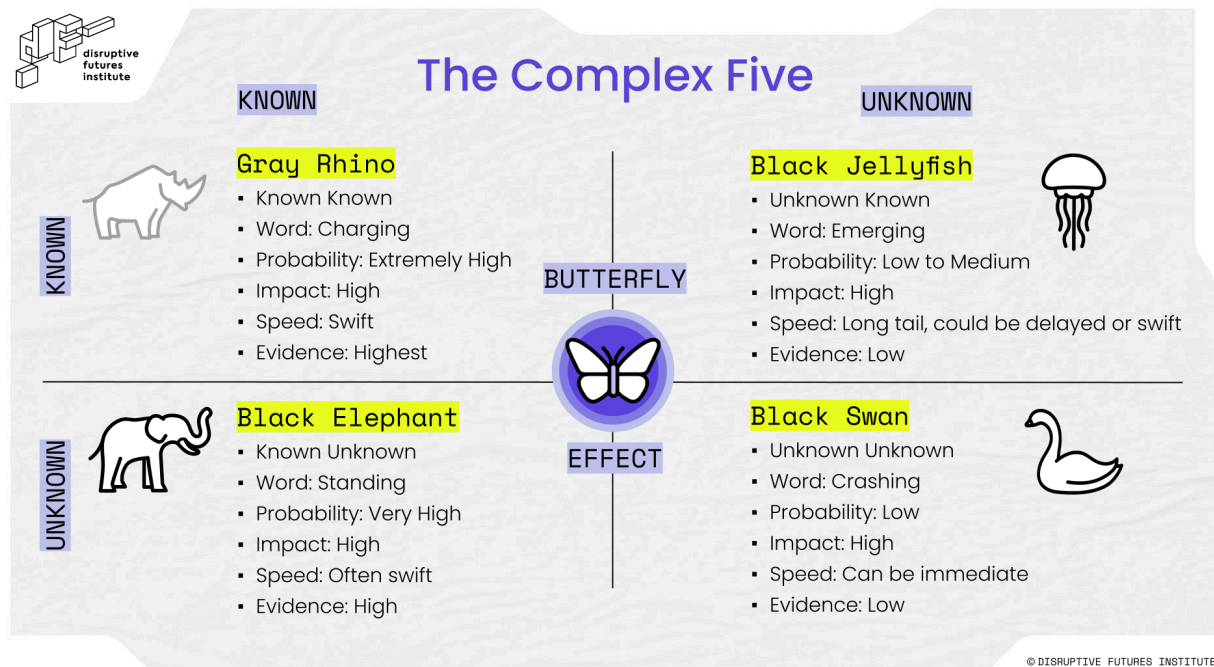 disruptive
futures
institute
The Complex Five
KNOWN
UNKNOWN
KNOWN
Gray Rhino
▪ Known Known
▪ Word: Charging
▪ Probability: Extremely High
▪ Impact: High
▪ Speed: Swift
▪ Evidence: Highest
Black Jellyfish
▪ Unknown Known
▪ Word: Emerging
▪ Probability: Low to Medium
▪ Impact: High
▪ Speed: Long tail, could be delayed or swift
▪ Evidence: Low
BUTTERFLY
EFFECT
UNKNOWN
Black Elephant
▪ Known Unknown
▪ Word: Standing
▪ Probability: Very High
▪ Impact: High
▪ Speed: Often swift
▪ Evidence: High
Black Swan
▪ Unknown Unknown
▪ Word: Crashing
▪ Probability: Low
▪ Impact: High
▪ Speed: Can be immediate
▪ Evidence: Low
© DISRUPTIVE FUTURES INSTITUTE